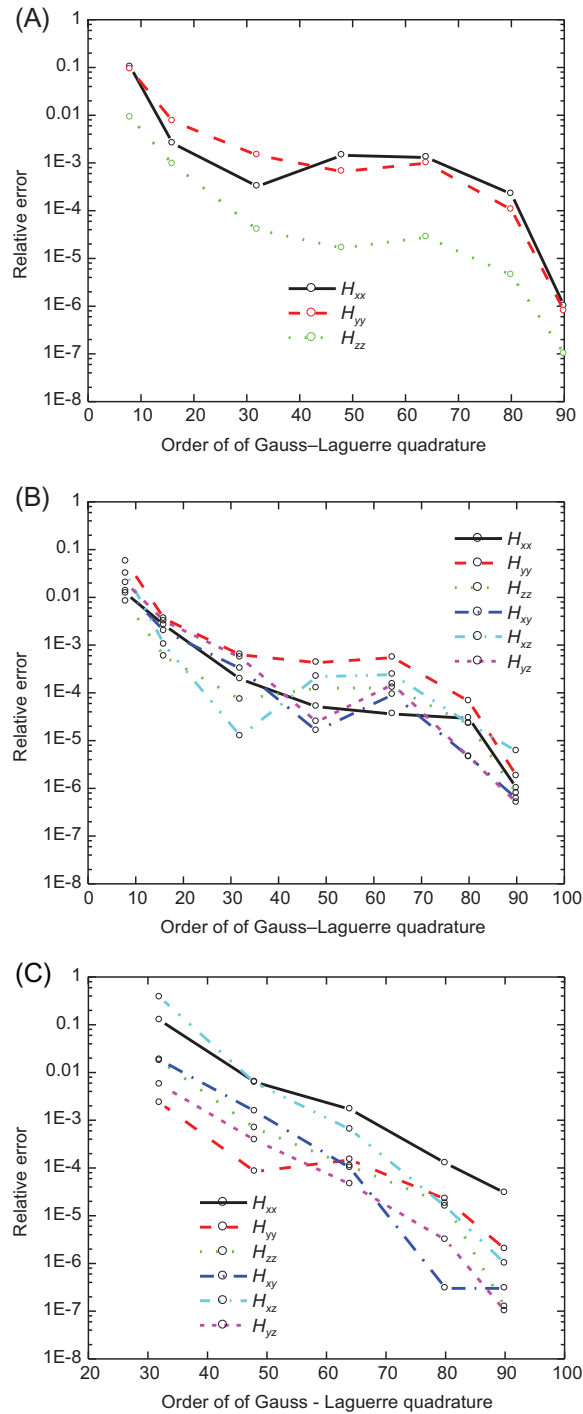 (A)
1
0.1
0.01
1E-3
1E-4
1E-5
1E-6
1E-7
1E-8
Relative error
Hxx
Hyy
Hzz
0 10 20 30 40 50 60 70 80 90
Order of of Gauss–Laguerre quadrature
(B)
1
0.1
0.01
1E-3
1E-4
1E-5
1E-6
1E-7
1E-8
Relative error
Hxx
Hyy
Hzz
Hxy
Hxz
Hyz
0 10 20 30 40 50 60 70 80 90 100
Order of of Gauss–Laguerre quadrature
(C)
1
0.1
0.01
1E-3
1E-4
1E-5
1E-6
1E-7
1E-8
Relative error
Hxx
Hyy
Hzz
Hxy
Hxz
Hyz
20 30 40 50 60 70 80 90 100
Order of of Gauss - Laguerre quadrature